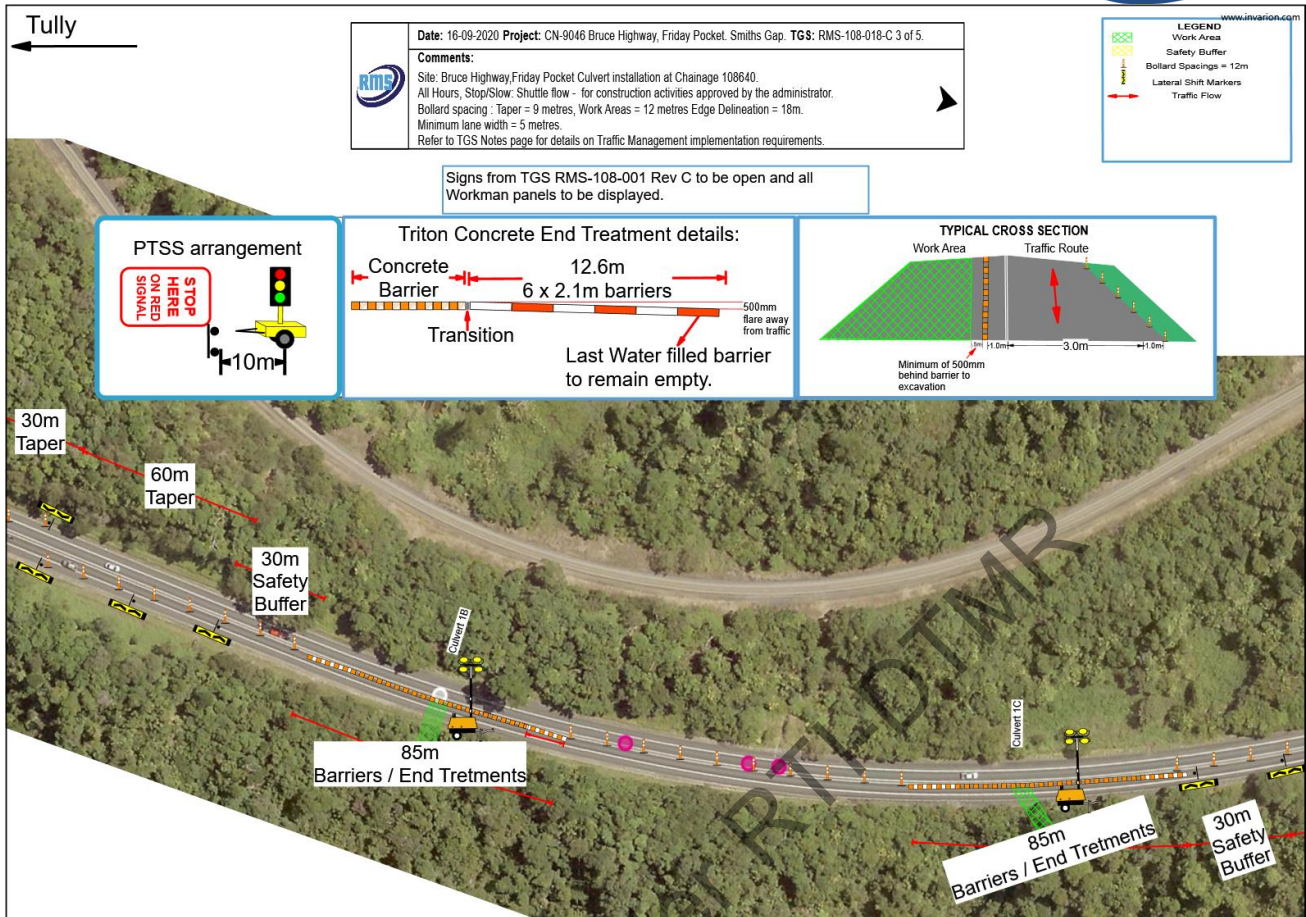 www.invarion.com
Tully
RMS
Date: 16-09-2020 Project: CN-9046 Bruce Highway, Friday Pocket. Smiths Gap. TGS: RMS-108-018-C 3 of 5.
Comments:
Site: Bruce Highway,Friday Pocket Culvert installation at Chainage 108640.
All Hours, Stop/Slow: Shuttle flow - for construction activities approved by the administrator.
Bollard spacing : Taper = 9 metres, Work Areas = 12 metres Edge Delineation = 18m.
Minimum lane width = 5 metres.
Refer to TGS Notes page for details on Traffic Management implementation requirements.
LEGEND
Work Area
Safety Buffer
Bollard Spacings = 12m
Lateral Shift Markers
Traffic Flow
Signs from TGS RMS-108-001 Rev C to be open and all
Workman panels to be displayed.
PTSS arrangement
STOP
HERE
ON RED
SIGNAL
10m
Triton Concrete End Treatment details:
Concrete
Barrier
12.6m
6 x 2.1m barriers
Transition
500mm
flare away
from traffic
Last Water filled barrier
to remain empty.
TYPICAL CROSS SECTION
Work Area
Traffic Route
.5m
1.0m
3.0m
1.0m
Minimum of 500mm
behind barrier to
excavation
30m
Taper
60m
Taper
30m
Safety
Buffer
Culvert 1B
85m
Barriers / End Tretments
Culvert 1C
85m
Barriers / End Tretments
30m
Safety
Buffer
RTI DTMR